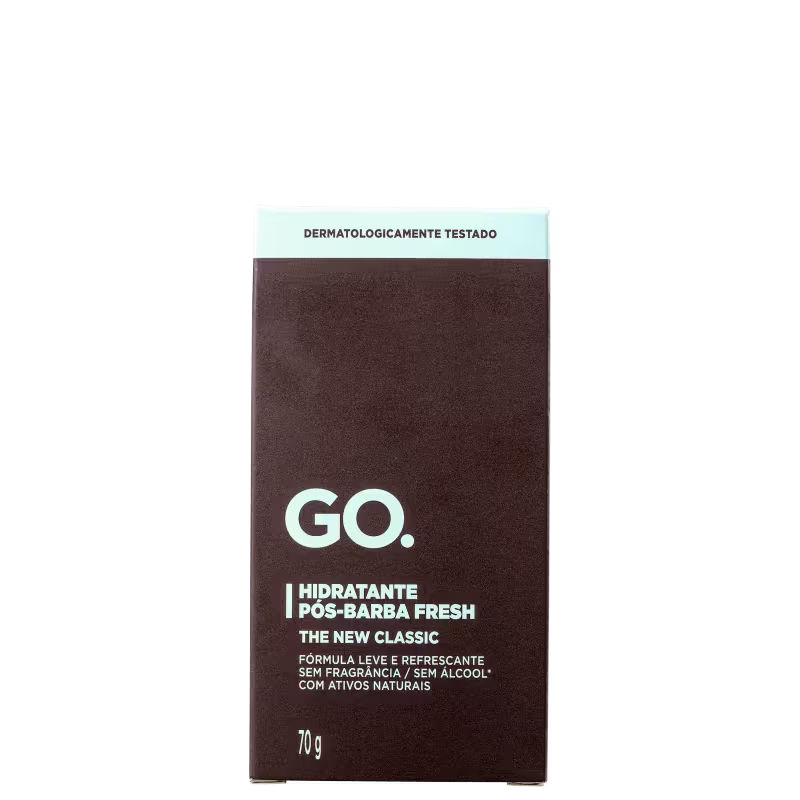 DERMATOLOGICAMENTE TESTADO
GO.
HIDRATANTE
PÓS-BARBA FRESH
THE NEW CLASSIC
FÓRMULA LEVE E REFRESCANTE
SEM FRAGRÂNCIA / SEM ÁLCOOL*
COM ATIVOS NATURAIS
70 g